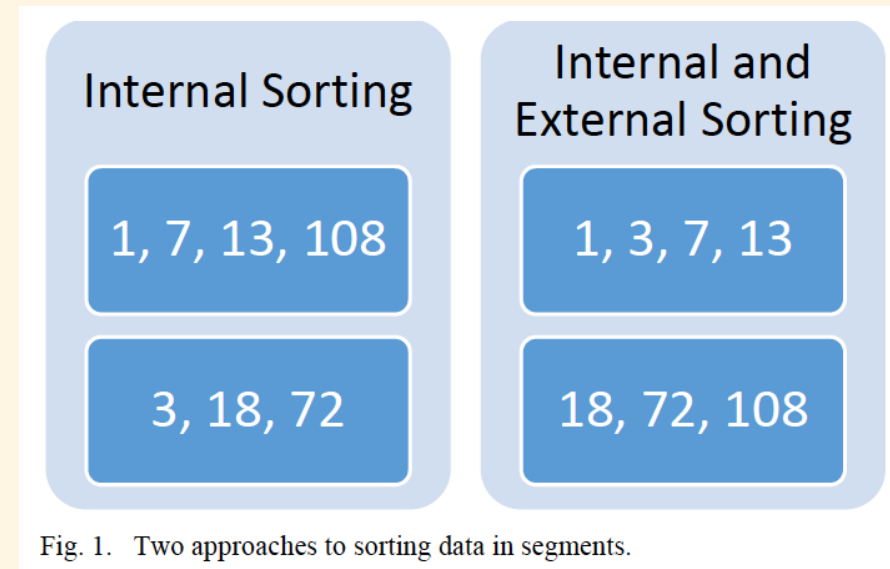 Internal Sorting
1, 7, 13, 108
3, 18, 72
Internal and
External Sorting
1, 3, 7, 13
18, 72, 108
Fig. 1. Two approaches to sorting data in segments.